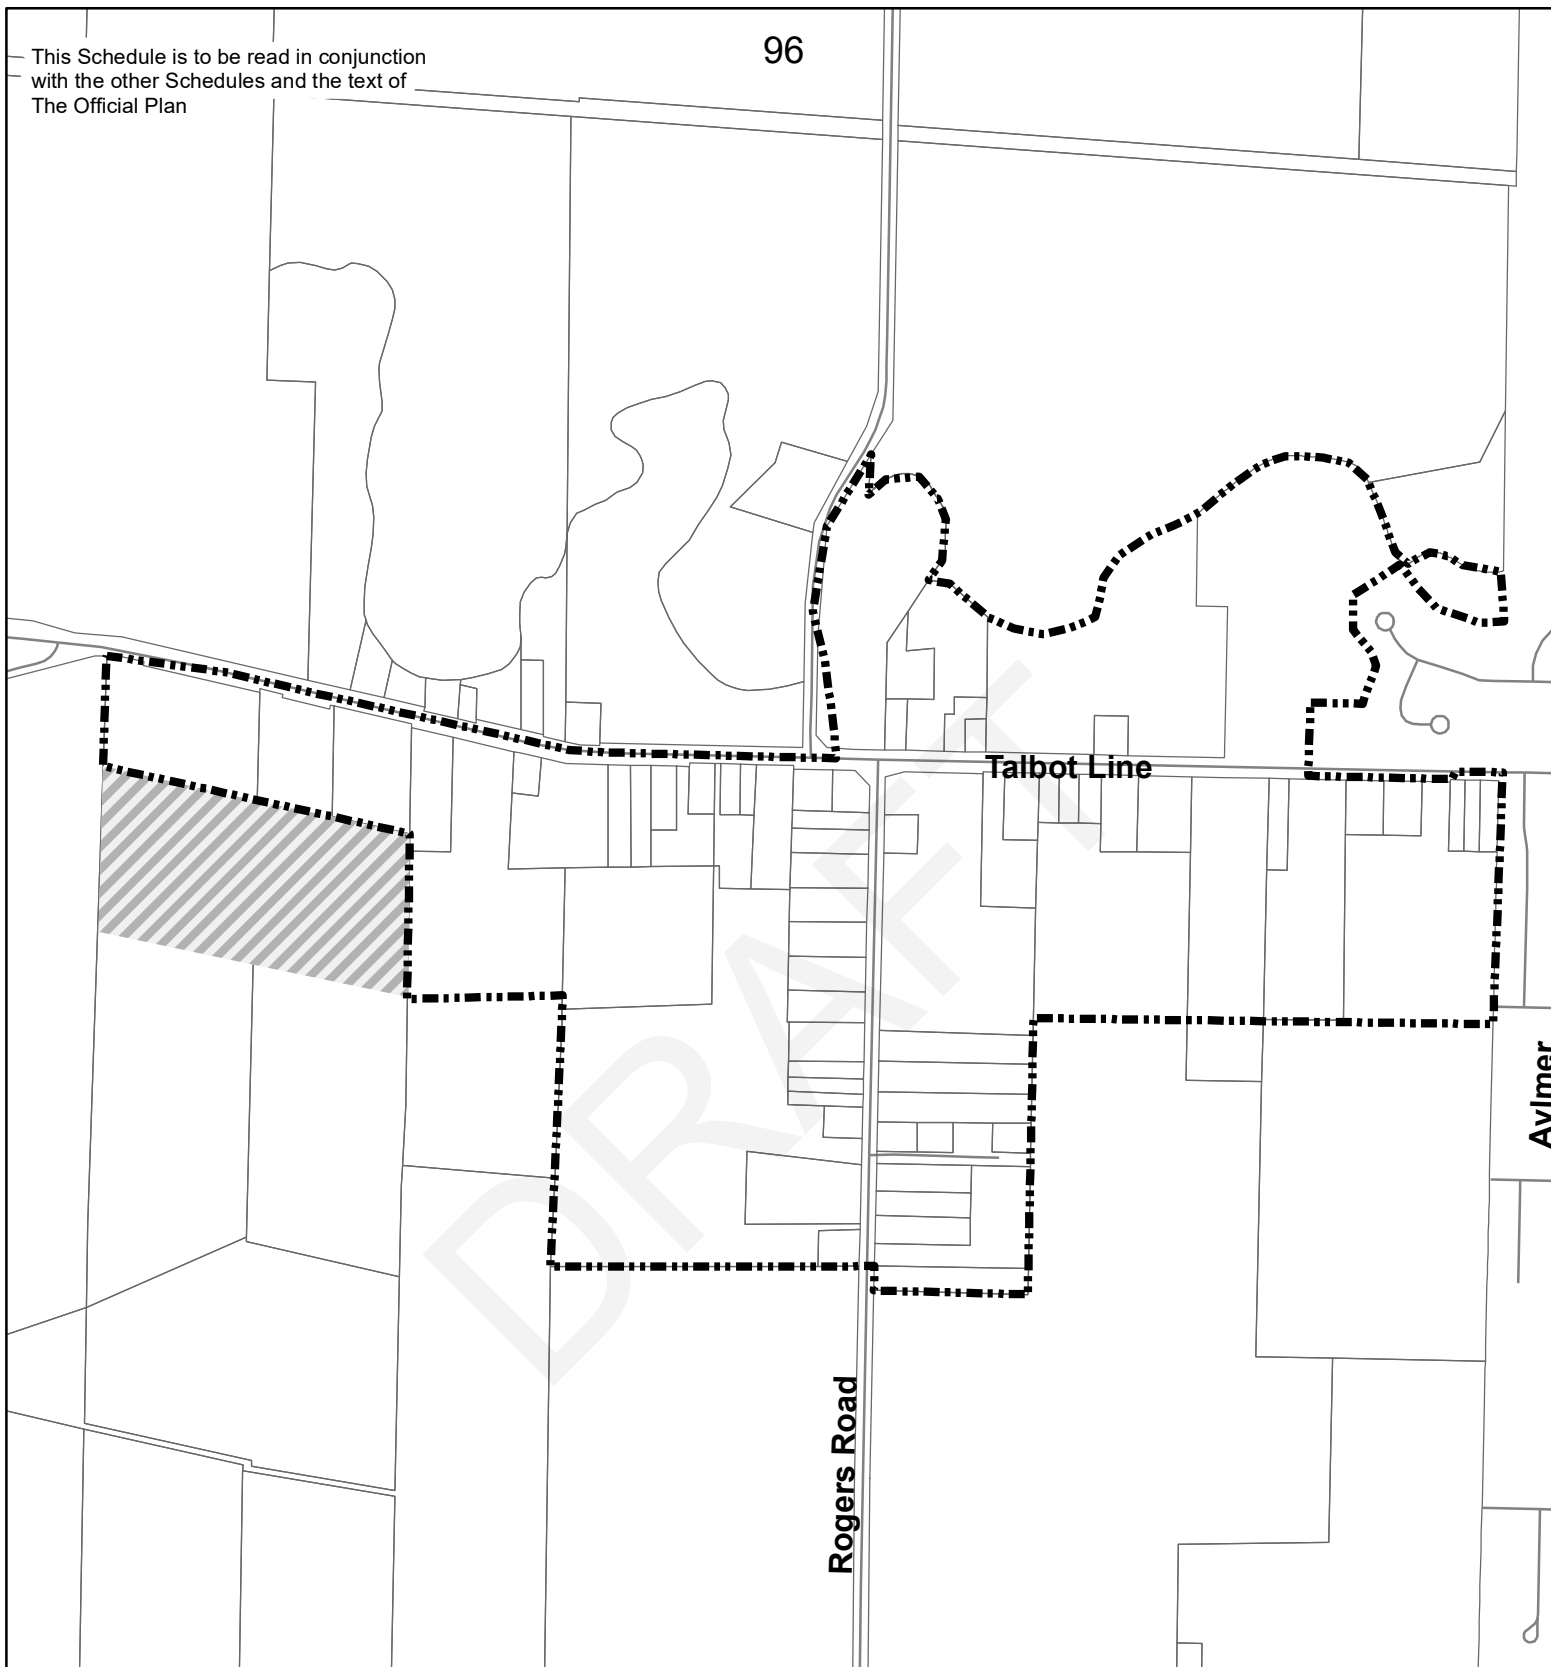 This Schedule is to be read in conjunction
with the other Schedules and the text of
The Official Plan
96
Talbot Line
DRAFT
Aylmer
Rogers Road